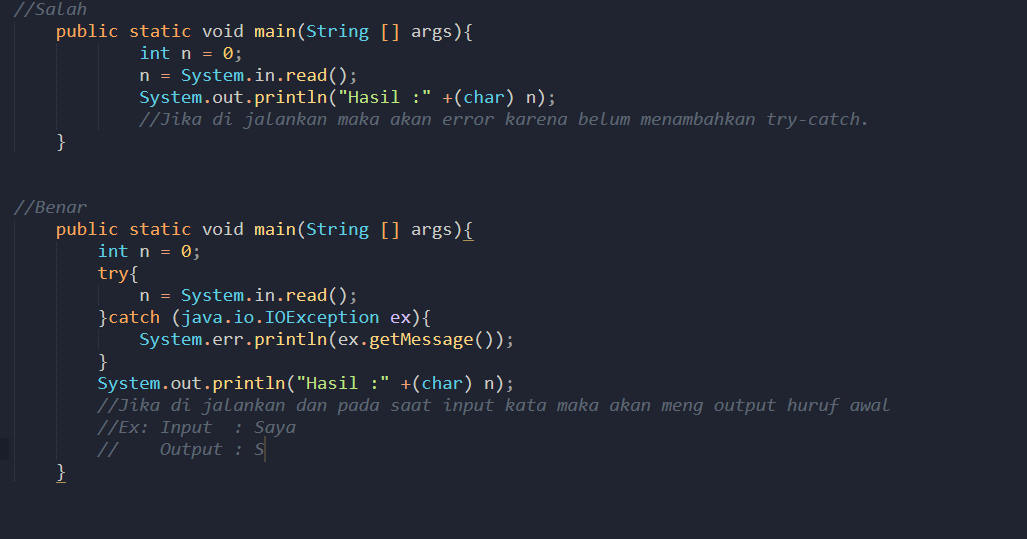 //Salah
public static void main(String [] args){
int n = 0;
n = System.in.read();
System.out.println("Hasil :" +(char) n);
//Jika di jalankan maka akan error karena belum menambahkan try-catch.
}
//Benar
public static void main(String [] args){
int n = 0;
try{
n = System.in.read();
}catch (java.io.IOException ex){
System.err.println(ex.getMessage());
}
System.out.println("Hasil :" +(char) n);
//Jika di jalankan dan pada saat input kata maka akan meng output huruf awal
//Ex: Input  : Saya
//    Output : S
}